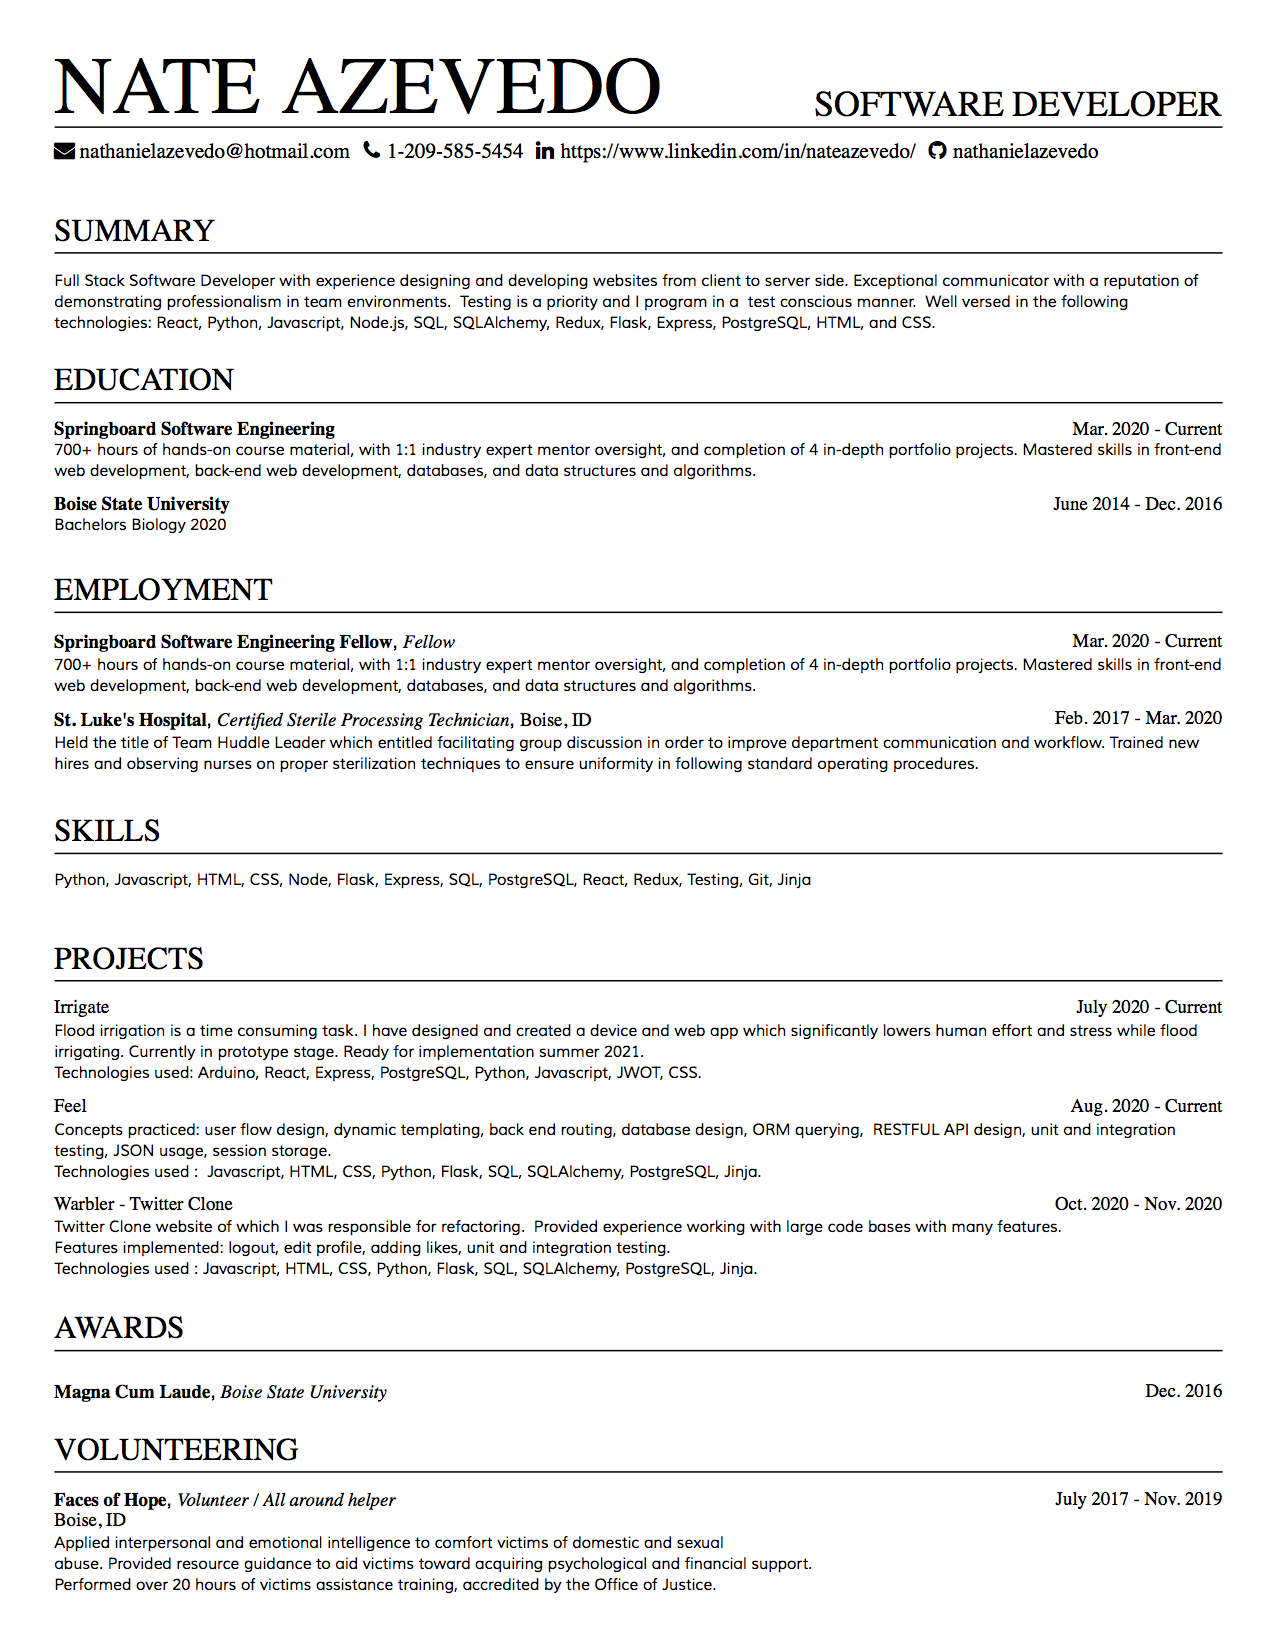 NATE AZEVEDO SOFTWARE DEVELOPER
nathanielazevedo@hotmail.com 1-209-585-5454 https://www.linkedin.com/in/nateazevedo/ nathanielazevedo
SUMMARY
Full Stack Software Developer with experience designing and developing websites from client to server side. Exceptional communicator with a reputation of
demonstrating professionalism in team environments. Testing is a priority and I program in a test conscious manner. Well versed in the following
technologies: React, Python, Javascript, Node.js, SQL, SQLAlchemy, Redux, Flask, Express, PostgreSQL, HTML, and CSS.
EDUCATION
Springboard Software Engineering Mar. 2020 - Current
700+ hours of hands-on course material, with 1:1 industry expert mentor oversight, and completion of 4 in-depth portfolio projects. Mastered skills in front-end
web development, back-end web development, databases, and data structures and algorithms.
Boise State University June 2014 - Dec. 2016
Bachelors Biology 2020
EMPLOYMENT
Springboard Software Engineering Fellow, Fellow Mar. 2020 - Current
700+ hours of hands-on course material, with 1:1 industry expert mentor oversight, and completion of 4 in-depth portfolio projects. Mastered skills in front-end
web development, back-end web development, databases, and data structures and algorithms.
St. Luke's Hospital, Certified Sterile Processing Technician, Boise, ID Feb. 2017 - Mar. 2020
Held the title of Team Huddle Leader which entitled facilitating group discussion in order to improve department communication and workflow. Trained new
hires and observing nurses on proper sterilization techniques to ensure uniformity in following standard operating procedures.
SKILLS
Python, Javascript, HTML, CSS, Node, Flask, Express, SQL, PostgreSQL, React, Redux, Testing, Git, Jinja
PROJECTS
Irrigate July 2020 - Current
Flood irrigation is a time consuming task. I have designed and created a device and web app which significantly lowers human effort and stress while flood
irrigating. Currently in prototype stage. Ready for implementation summer 2021.
Technologies used: Arduino, React, Express, PostgreSQL, Python, Javascript, JWOT, CSS.
Feel Aug. 2020 - Current
Concepts practiced: user flow design, dynamic templating, back end routing, database design, ORM querying, RESTFUL API design, unit and integration
testing, JSON usage, session storage.
Technologies used : Javascript, HTML, CSS, Python, Flask, SQL, SQLAlchemy, PostgreSQL, Jinja.
Warbler - Twitter Clone Oct. 2020 - Nov. 2020
Twitter Clone website of which I was responsible for refactoring. Provided experience working with large code bases with many features.
Features implemented: logout, edit profile, adding likes, unit and integration testing.
Technologies used : Javascript, HTML, CSS, Python, Flask, SQL, SQLAlchemy, PostgreSQL, Jinja.
AWARDS
Magna Cum Laude, Boise State University Dec. 2016
VOLUNTEERING
Faces of Hope, Volunteer / All around helper July 2017 - Nov. 2019
Boise, ID
Applied interpersonal and emotional intelligence to comfort victims of domestic and sexual
abuse. Provided resource guidance to aid victims toward acquiring psychological and financial support.
Performed over 20 hours of victims assistance training, accredited by the Office of Justice.